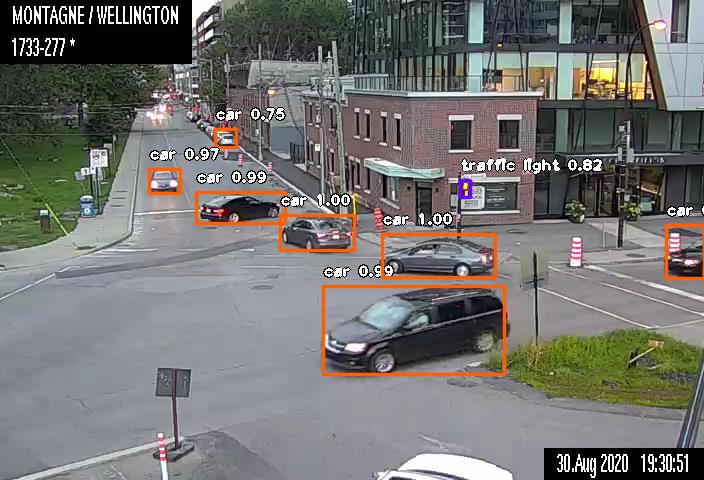 MONTAGNE / WELLINGTON
1733-277 *
car 0.75
car 0.97
traffic light 0.82
car 0.99
car 1.00
car 1.00
car
car 0.99
30.Aug 2020 19:30:51